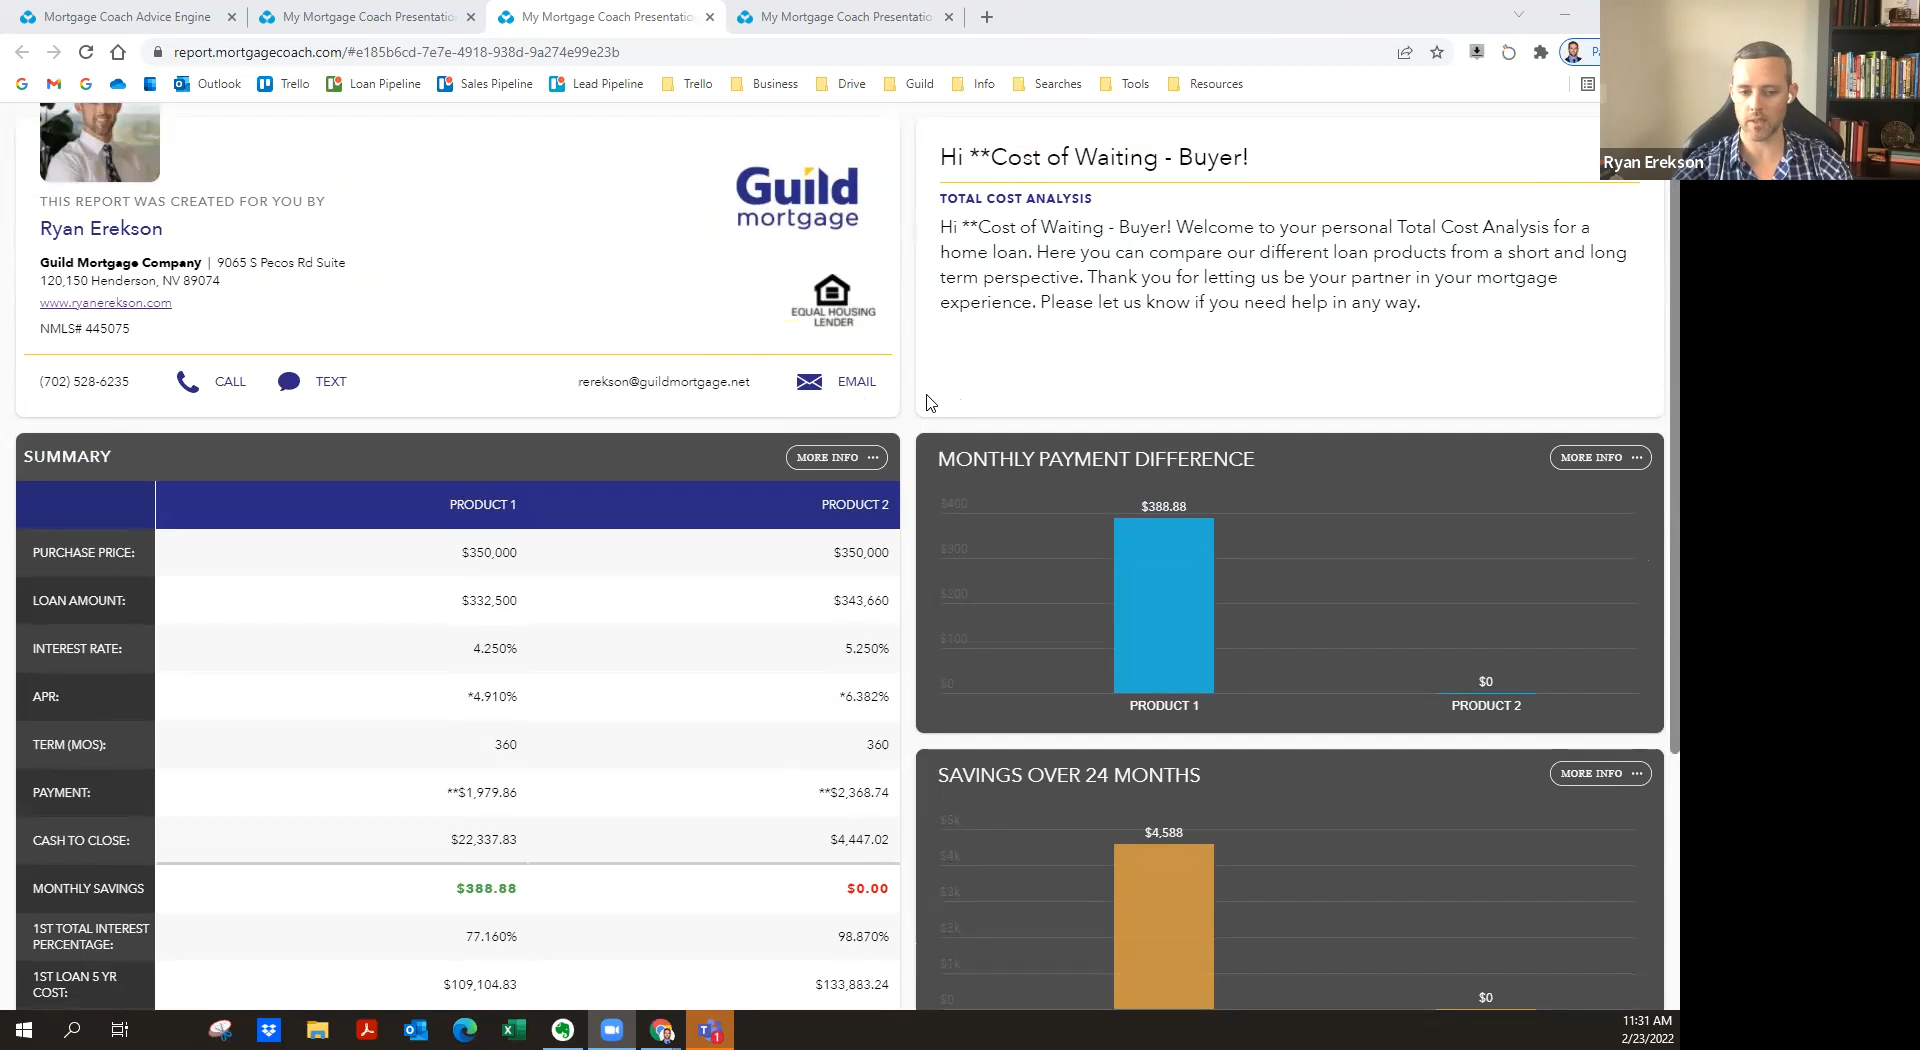 Mortgage Coach Advice Engine
My Mortgage Coach Presentatio
My Mortgage Coach Presentatio
My Mortgage Coach Presentatio
report.mortgagecoach.com/#e185b6cd-7e7e-4918-938d-9a274e99e23b
Outlook Trello Loan Pipeline Sales Pipeline Lead Pipeline Trello Business Drive Guild Info Searches Tools Resources
Ryan Erekson
THIS REPORT WAS CREATED FOR YOU BY
Ryan Erekson
Guild Mortgage Company | 9065 S Pecos Rd Suite
120,150 Henderson, NV 89074
www.ryanerekson.com
NMLS# 445075
Guild
mortgage
EQUAL HOUSING
LENDER
(702) 528-6235 CALL TEXT rerekson@guildmortgage.net EMAIL
Hi **Cost of Waiting - Buyer!
TOTAL COST ANALYSIS
Hi **Cost of Waiting - Buyer! Welcome to your personal Total Cost Analysis for a
home loan. Here you can compare our different loan products from a short and long
term perspective. Thank you for letting us be your partner in your mortgage
experience. Please let us know if you need help in any way.
SUMMARY MORE INFO ···
PRODUCT 1 PRODUCT 2
PURCHASE PRICE: $350,000 $350,000
LOAN AMOUNT: $332,500 $343,660
INTEREST RATE: 4.250% 5.250%
APR: *4.910% *6.382%
TERM (MOS): 360 360
PAYMENT: **$1,979.86 **$2,368.74
CASH TO CLOSE: $22,337.83 $4,447.02
MONTHLY SAVINGS $388.88 $0.00
1ST TOTAL INTEREST
PERCENTAGE: 77.160% 98.870%
1ST LOAN 5 YR
COST: $109,104.83 $133,883.24
MONTHLY PAYMENT DIFFERENCE MORE INFO ···
$400
$388.88
$300
$200
$100
$0
$0
PRODUCT 1 PRODUCT 2
SAVINGS OVER 24 MONTHS MORE INFO ···
$5k
$4,588
$4k
$3k
$2k
$1k
$0
$0
1
11:31 AM
2/23/2022